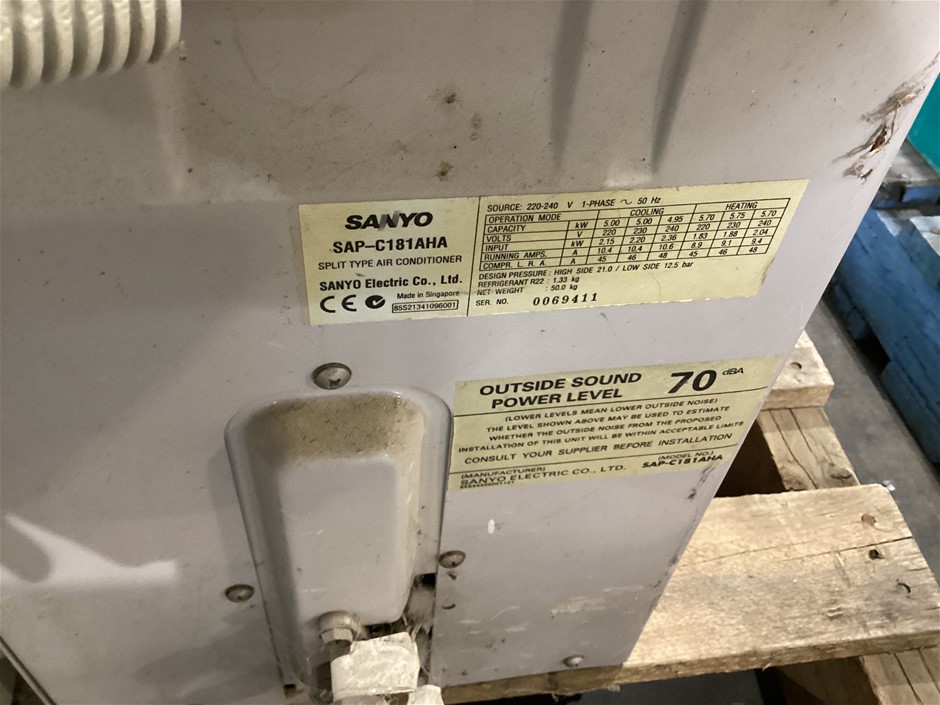 SANYO
SAP-C181AHA
SPLIT TYPE AIR CONDITIONER
SANYO Electric Co., Ltd.
CE Made in Singapore
85S21341096001
SOURCE: 220-240 V 1-PHASE ~ 50 Hz
OPERATION MODE COOLING HEATING
CAPACITY kW 5.00 5.00 4.95 5.70 5.75 5.70
VOLTS V 220 230 240 220 230 240
INPUT kW 2.15 2.20 2.36 1.83 1.88 2.04
RUNNING AMPS. A 10.4 10.4 10.6 8.9 9.1 9.4
COMPR. L. R. A. A 45 46 48 45 46 48
DESIGN PRESSURE : HIGH SIDE 21.0 / LOW SIDE 12.5 bar
REFRIGERANT R22 : 1.33 kg
NET WEIGHT : 50.0 kg
SER. NO. 0069411
OUTSIDE SOUND
POWER LEVEL 70 dBA
(LOWER LEVELS MEAN LOWER OUTSIDE NOISE)
THE LEVEL SHOWN ABOVE MAY BE USED TO ESTIMATE
WHETHER THE OUTSIDE NOISE FROM THE PROPOSED
INSTALLATION OF THIS UNIT WILL BE WITHIN ACCEPTABLE LIMITS
CONSULT YOUR SUPPLIER BEFORE INSTALLATION
(MANUFACTURER) (MODEL NO.)
SANYO ELECTRIC CO., LTD. SAP-C181AHA